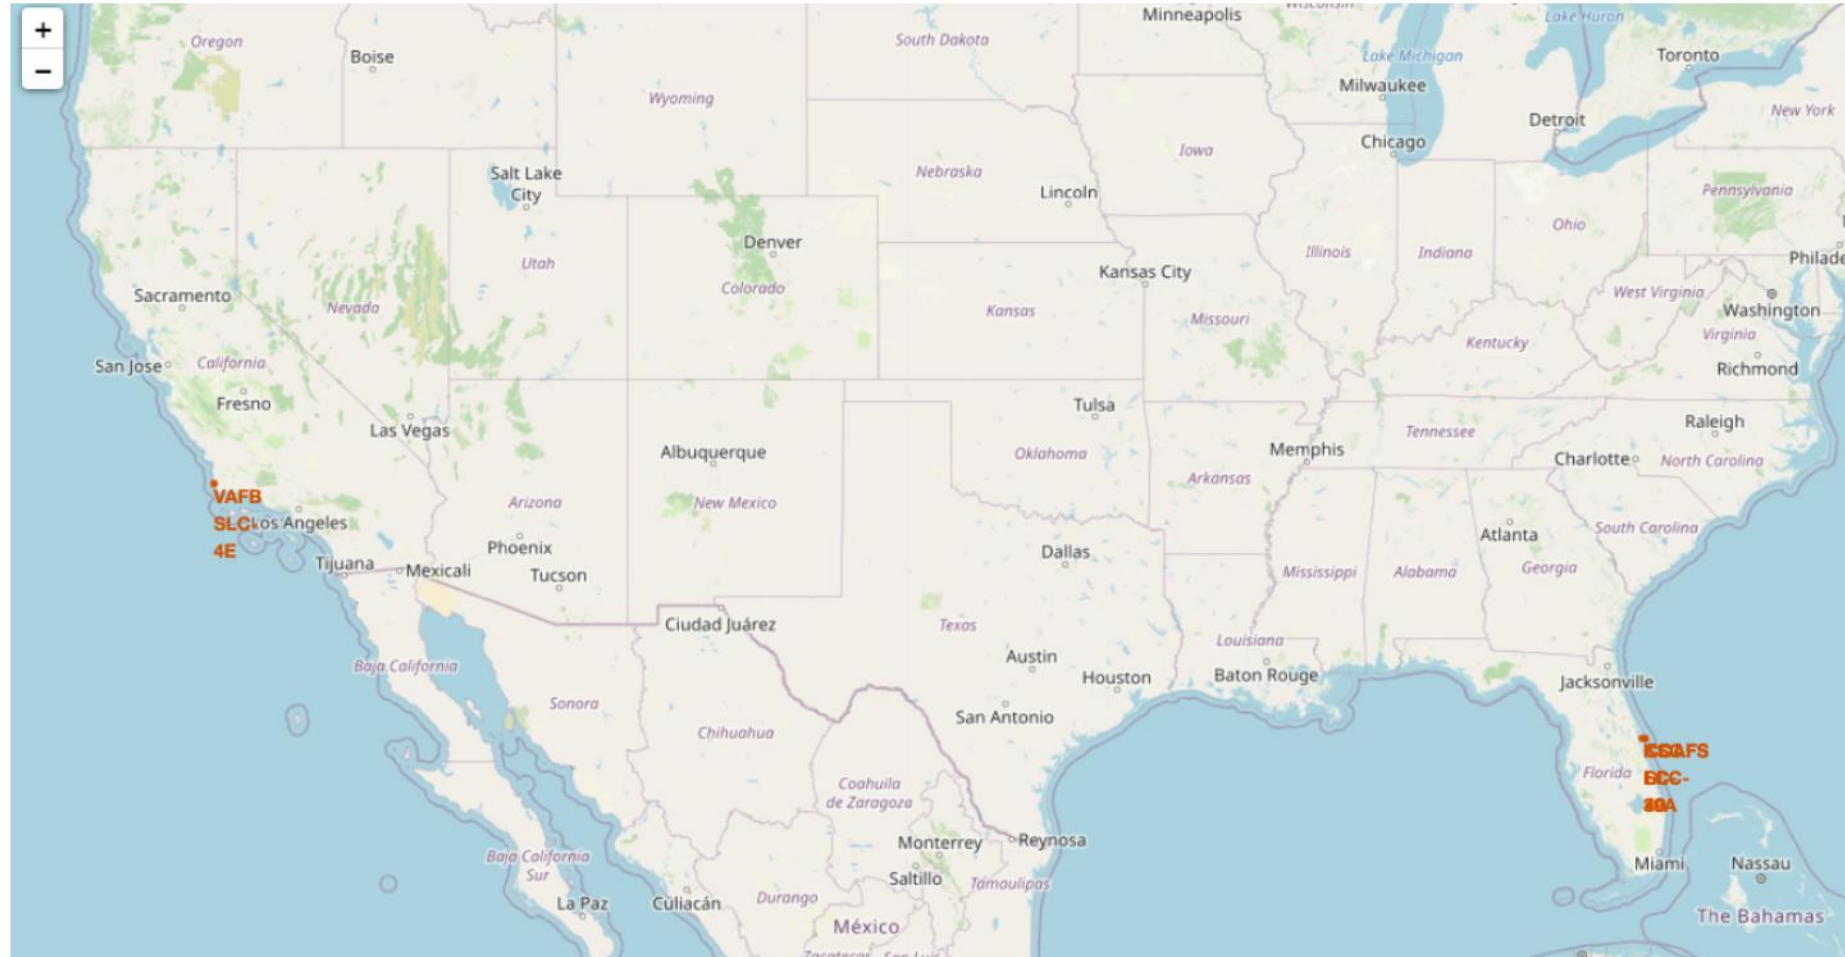 +
−
Minneapolis
Wisconsin
Lake Huron
Oregon
South Dakota
Boise
Lake Michigan
Toronto
Wyoming
Milwaukee
New York
Detroit
Chicago
Iowa
Salt Lake
City
Nebraska
Lincoln
Pennsylvania
Ohio
Denver
Illinois
Indiana
Utah
Philade
Kansas City
Colorado
West Virginia
Sacramento
Nevada
Kansas
Missouri
Washington
Virginia
Kentucky
San Jose
California
Richmond
Fresno
Tulsa
Las Vegas
Raleigh
Tennessee
Albuquerque
Oklahoma
Memphis
Charlotte
North Carolina
Arkansas
VAFB
SLC-
4E
Los Angeles
Arizona
New Mexico
South Carolina
Atlanta
Phoenix
Dallas
Tijuana
Mexicali
Tucson
Mississippi
Alabama
Georgia
Ciudad Juárez
Texas
Louisiana
Austin
Baja California
Houston
Baton Rouge
Jacksonville
Sonora
San Antonio
Chihuahua
Florida
Coahuila
de Zaragoza
Monterrey
Reynosa
Baja California
Sur
Miami
Nassau
Saltillo
Tamaulipas
Durango
La Paz
Culiacán
México
The Bahamas
Zacatecas
San Luis